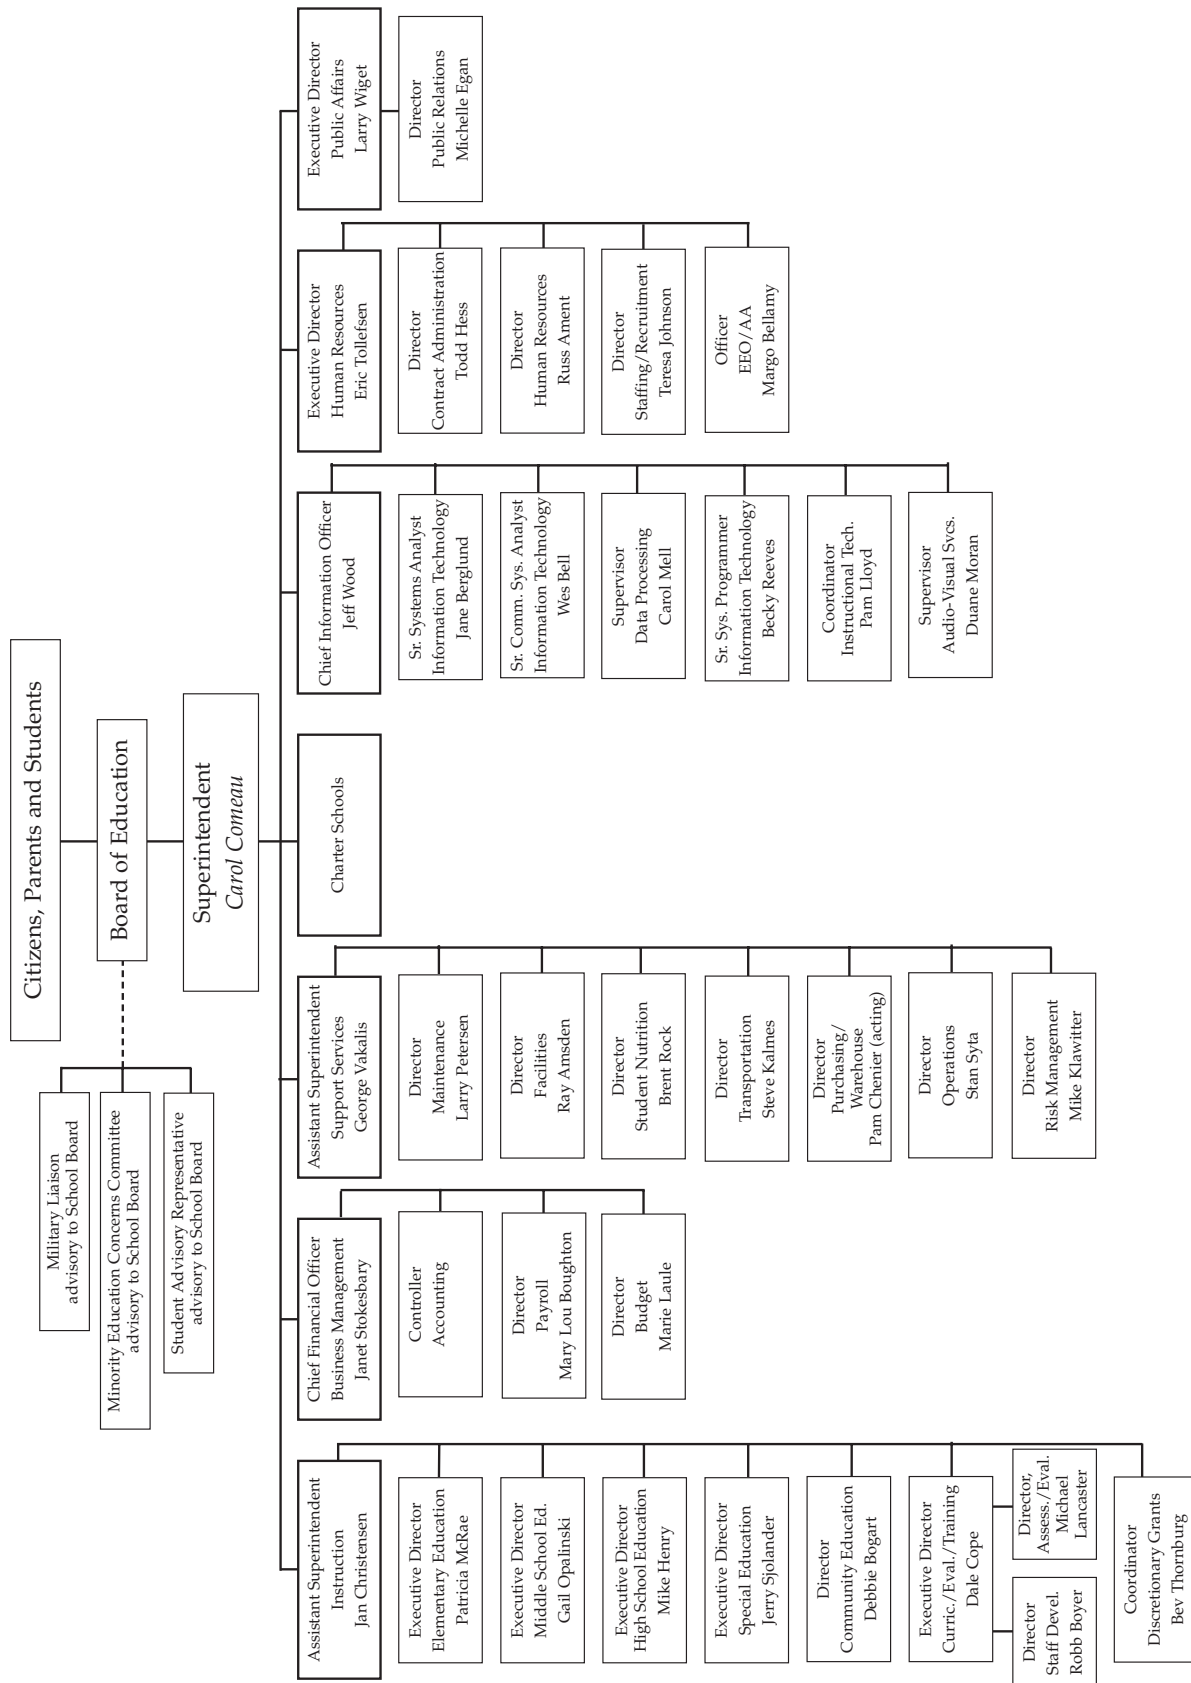 Citizens, Parents and Students
Board of Education
Superintendent
Carol Comeau
Military Liaison
advisory to School Board
Minority Education Concerns Committee
advisory to School Board
Student Advisory Representative
advisory to School Board
Assistant Superintendent
Instruction
Jan Christensen
Executive Director
Elementary Education
Patricia McRae
Executive Director
Middle School Ed.
Gail Opalinski
Executive Director
High School Education
Mike Henry
Executive Director
Special Education
Jerry Sjolander
Director
Community Education
Debbie Bogart
Executive Director
Curric./Eval./Training
Dale Cope
Director
Staff Devel.
Robb Boyer
Director,
Assess./Eval.
Michael
Lancaster
Coordinator
Discretionary Grants
Bev Thornburg
Chief Financial Officer
Business Management
Janet Stokesbary
Controller
Accounting
Director
Payroll
Mary Lou Boughton
Director
Budget
Marie Laule
Assistant Superintendent
Support Services
George Vakalis
Director
Maintenance
Larry Petersen
Director
Facilities
Ray Amsden
Director
Student Nutrition
Brent Rock
Director
Transportation
Steve Kalmes
Director
Purchasing/
Warehouse
Pam Chenier (acting)
Director
Operations
Stan Syta
Director
Risk Management
Mike Klawitter
Charter Schools
Chief Information Officer
Jeff Wood
Sr. Systems Analyst
Information Technology
Jane Berglund
Sr. Comm. Sys. Analyst
Information Technology
Wes Bell
Supervisor
Data Processing
Carol Mell
Sr. Sys. Programmer
Information Technology
Becky Reeves
Coordinator
Instructional Tech.
Pam Lloyd
Supervisor
Audio-Visual Svcs.
Duane Moran
Executive Director
Human Resources
Eric Tollefsen
Director
Contract Administration
Todd Hess
Director
Human Resources
Russ Ament
Director
Staffing/Recruitment
Teresa Johnson
Officer
EEO/AA
Margo Bellamy
Executive Director
Public Affairs
Larry Wiget
Director
Public Relations
Michelle Egan